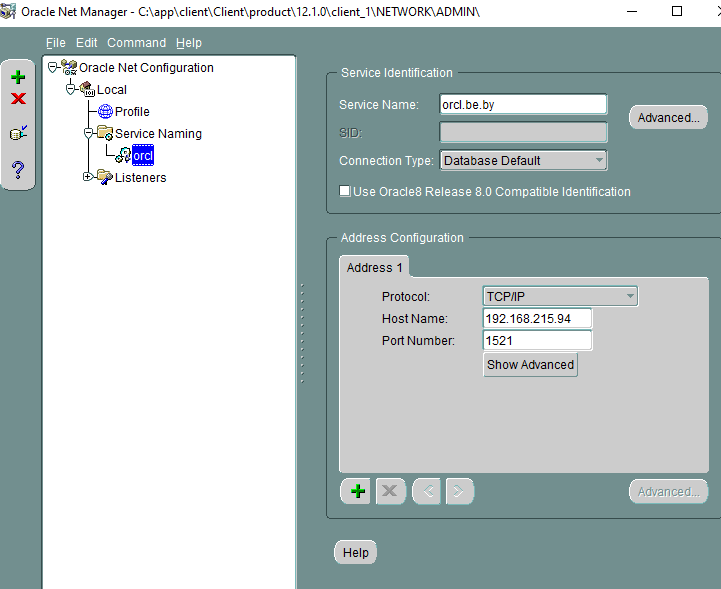 Oracle Net Manager - C:\app\client\Client\product\12.1.0\client_1\NETWORK\ADMIN\
File Edit Command Help
Oracle Net Configuration
Local
Profile
Service Naming
orcl
Listeners
Service Identification
Service Name: orcl.be.by
Advanced...
SID:
Connection Type: Database Default
Use Oracle8 Release 8.0 Compatible Identification
Address Configuration
Address 1
Protocol: TCP/IP
Host Name: 192.168.215.94
Port Number: 1521
Show Advanced
Advanced...
Help